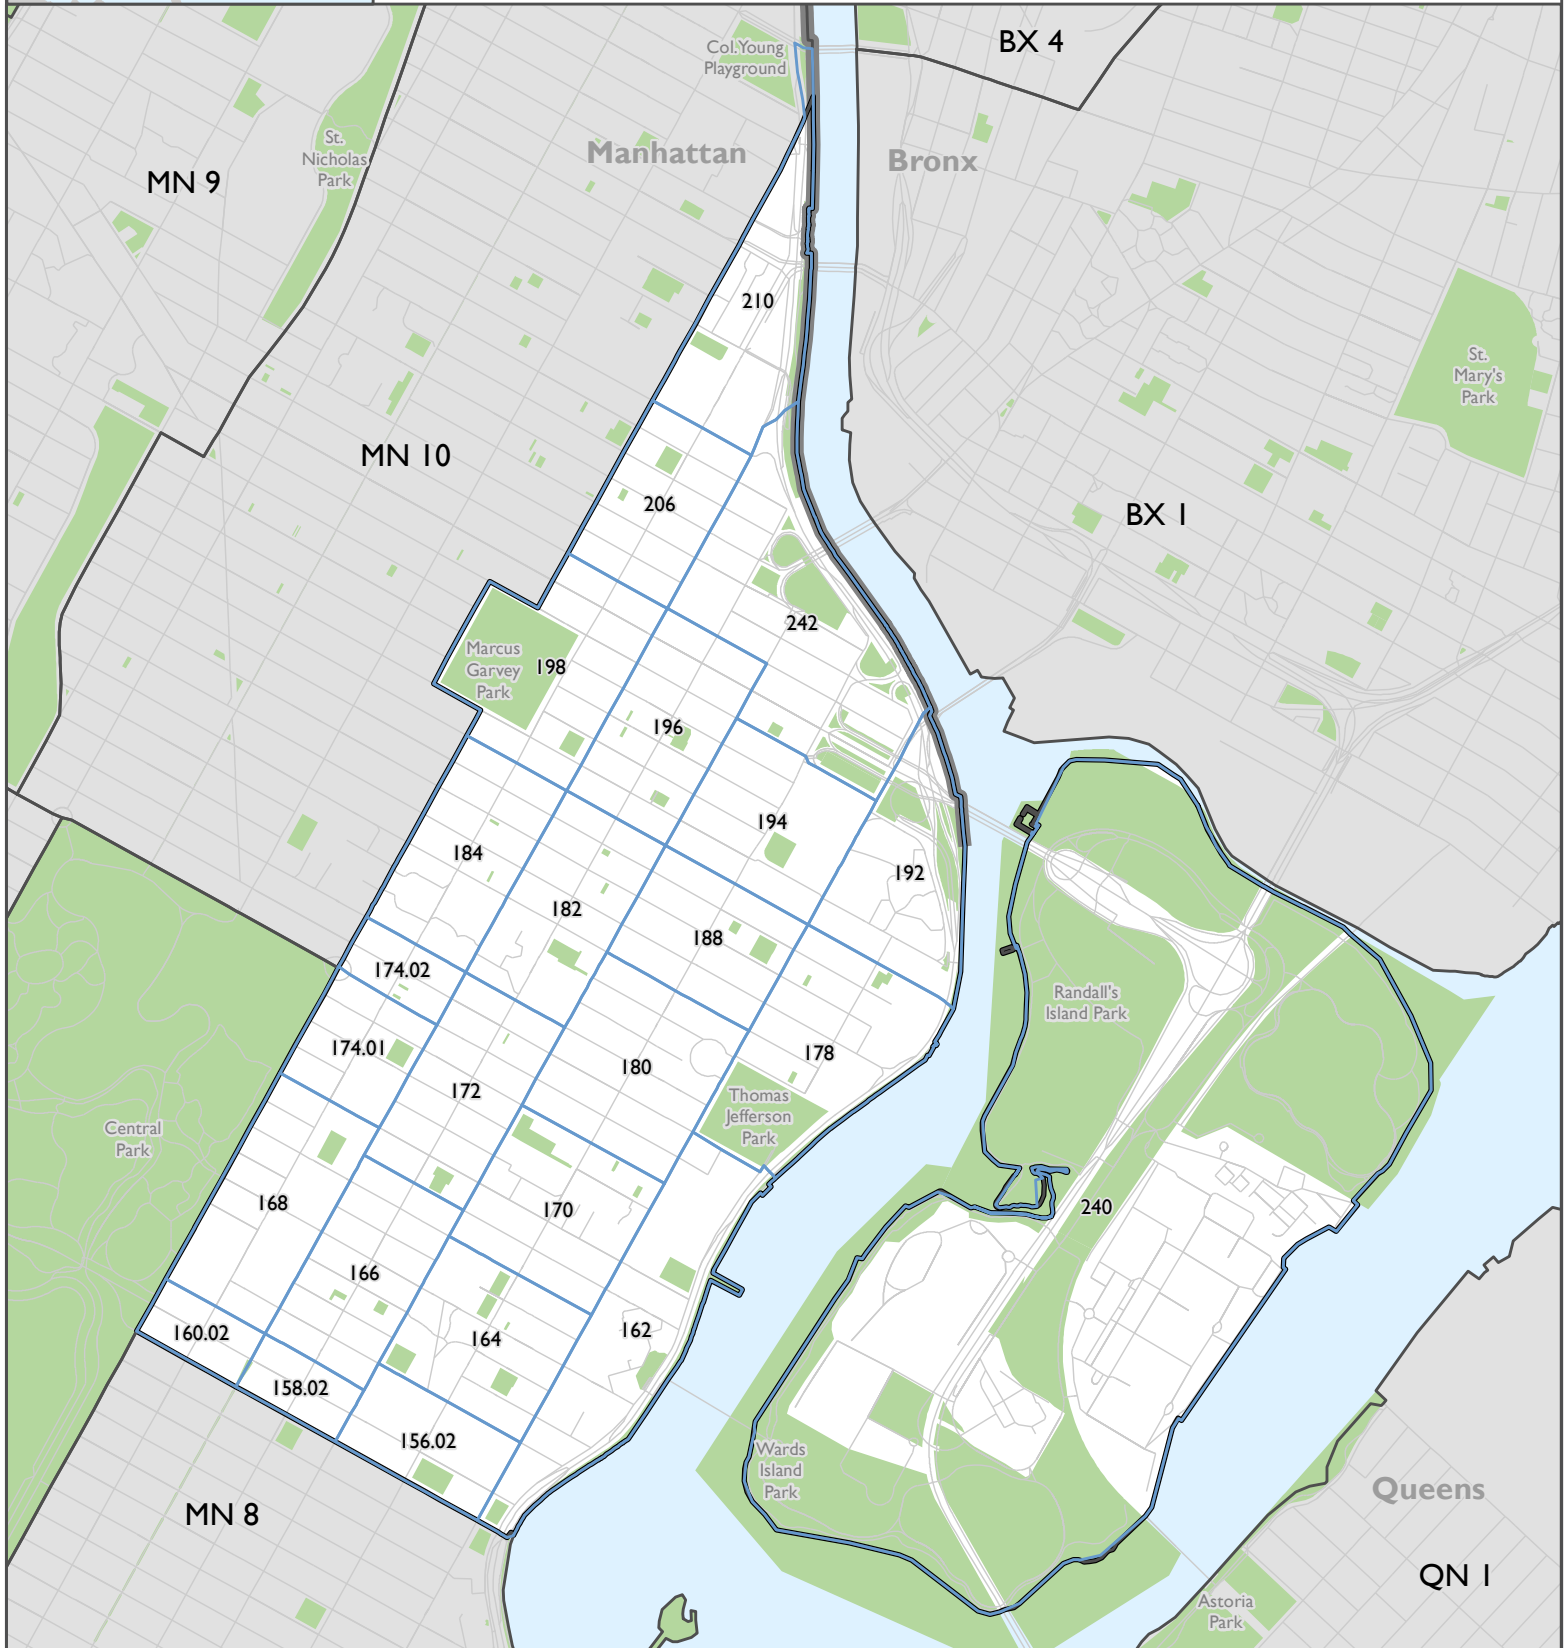 BX 4
Col. Young
Playground
Manhattan
Bronx
St.
Nicholas
Park
MN 9
210
St.
Mary's
Park
MN 10
206
BX 1
242
Marcus
Garvey
Park
198
196
194
184
192
182
188
174.02
Randall's
Island Park
174.01
180
178
172
Thomas
Jefferson
Park
Central
Park
168
170
240
166
160.02
164
162
158.02
156.02
Wards
Island
Park
Queens
MN 8
QN 1
Astoria
Park